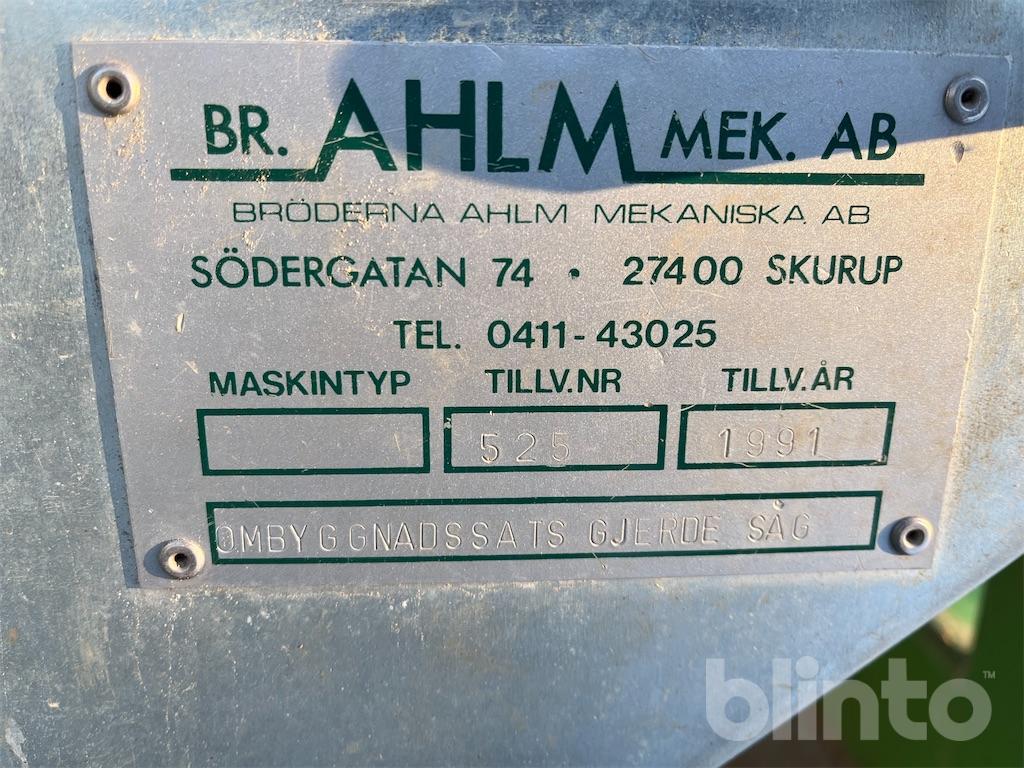 BR. AHLM MEK. AB
BRÖDERNA AHLM MEKANISKA AB
SÖDERGATAN 74 • 27400 SKURUP
TEL. 0411-43025
MASKINTYP TILLV.NR TILLV.ÅR
525 1991
OMBYGGNADSSATS GJERDE SÅG
blinto™